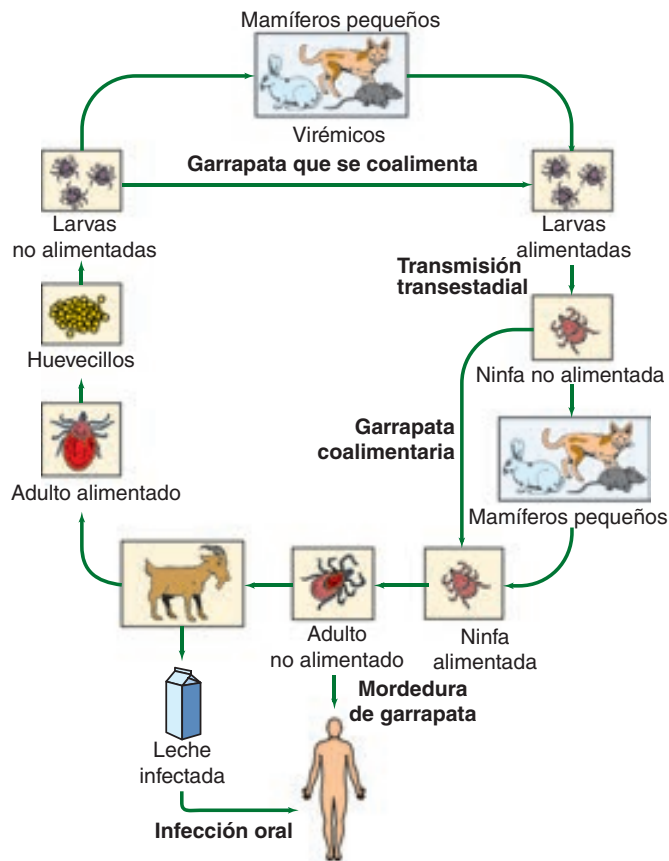 Mamíferos pequeños
Virémicos
Garrapata que se coalimenta
Larvas
no alimentadas
Larvas
alimentadas
Transmisión
transestadial
Huevecillos
Ninfa no alimentada
Garrapata
coalimentaria
Adulto alimentado
Mamíferos pequeños
Adulto
no alimentado
Ninfa
alimentada
Mordedura
de garrapata
Leche
infectada
Infección oral